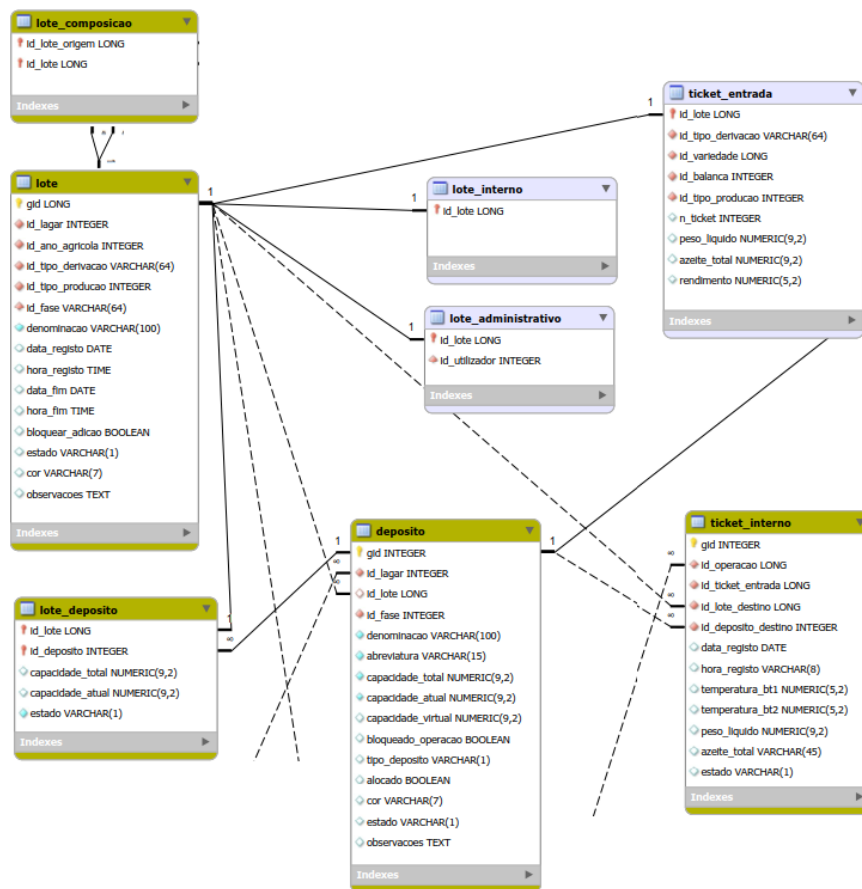 lote_composicao
id_lote_origem LONG
id_lote LONG
Indexes
lote
gid LONG
id_lagar INTEGER
id_ano_agricola INTEGER
id_tipo_derivacao VARCHAR(64)
id_tipo_producao INTEGER
id_fase VARCHAR(64)
denominacao VARCHAR(100)
data_registo DATE
hora_registo TIME
data_fim DATE
hora_fim TIME
bloquear_adicao BOOLEAN
estado VARCHAR(1)
cor VARCHAR(7)
observacoes TEXT
Indexes
1
ticket_entrada
id_lote LONG
id_tipo_derivacao VARCHAR(64)
id_variedade LONG
id_balanca INTEGER
id_tipo_producao INTEGER
n_ticket INTEGER
peso_liquido NUMERIC(9,2)
azeite_total NUMERIC(9,2)
rendimento NUMERIC(5,2)
Indexes
1
lote_interno
id_lote LONG
Indexes
1
lote_administrativo
id_lote LONG
id_utilizador INTEGER
Indexes
1
lote_deposito
id_lote LONG
id_deposito INTEGER
capacidade_total NUMERIC(9,2)
capacidade_atual NUMERIC(9,2)
estado VARCHAR(1)
Indexes
1
∞
deposito
gid INTEGER
id_lagar INTEGER
id_lote LONG
id_fase INTEGER
denominacao VARCHAR(100)
abreviatura VARCHAR(15)
capacidade_total NUMERIC(9,2)
capacidade_atual NUMERIC(9,2)
capacidade_virtual NUMERIC(9,2)
bloqueado_operacao BOOLEAN
tipo_deposito VARCHAR(1)
alocado BOOLEAN
cor VARCHAR(7)
estado VARCHAR(1)
observacoes TEXT
Indexes
1
∞
∞
1
ticket_interno
gid INTEGER
id_operacao LONG
id_ticket_entrada LONG
id_lote_destino LONG
id_deposito_destino INTEGER
data_registo DATE
hora_registo VARCHAR(8)
temperatura_bt1 NUMERIC(5,2)
temperatura_bt2 NUMERIC(5,2)
peso_liquido NUMERIC(9,2)
azeite_total VARCHAR(45)
estado VARCHAR(1)
Indexes
∞
∞
∞